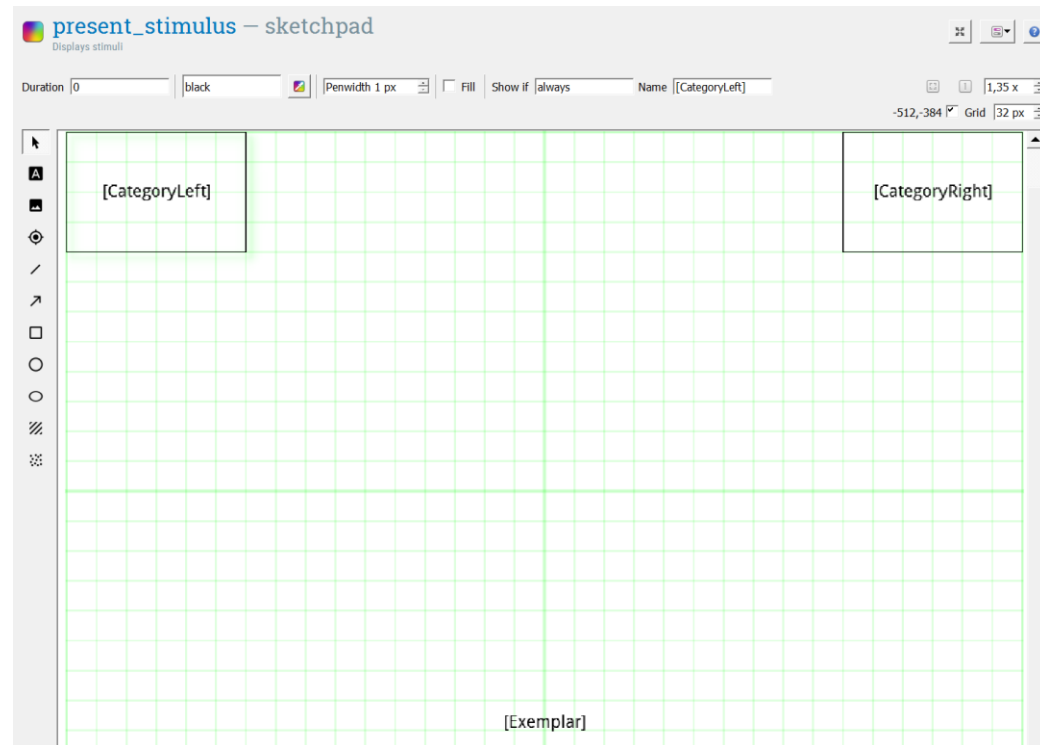 present_stimulus — sketchpad
Displays stimuli
Duration 0 black Penwidth 1 px Fill Show if always Name [CategoryLeft] 1 1,35 x
-512,-384 Grid 32 px
A
[CategoryLeft] [CategoryRight]
[Exemplar]